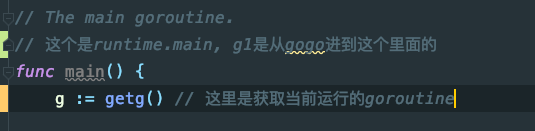 // The main goroutine.
// 这个是runtime.main, g1是从gogo进到这个里面的
func main() {
g := getg() // 这里是获取当前运行的goroutine